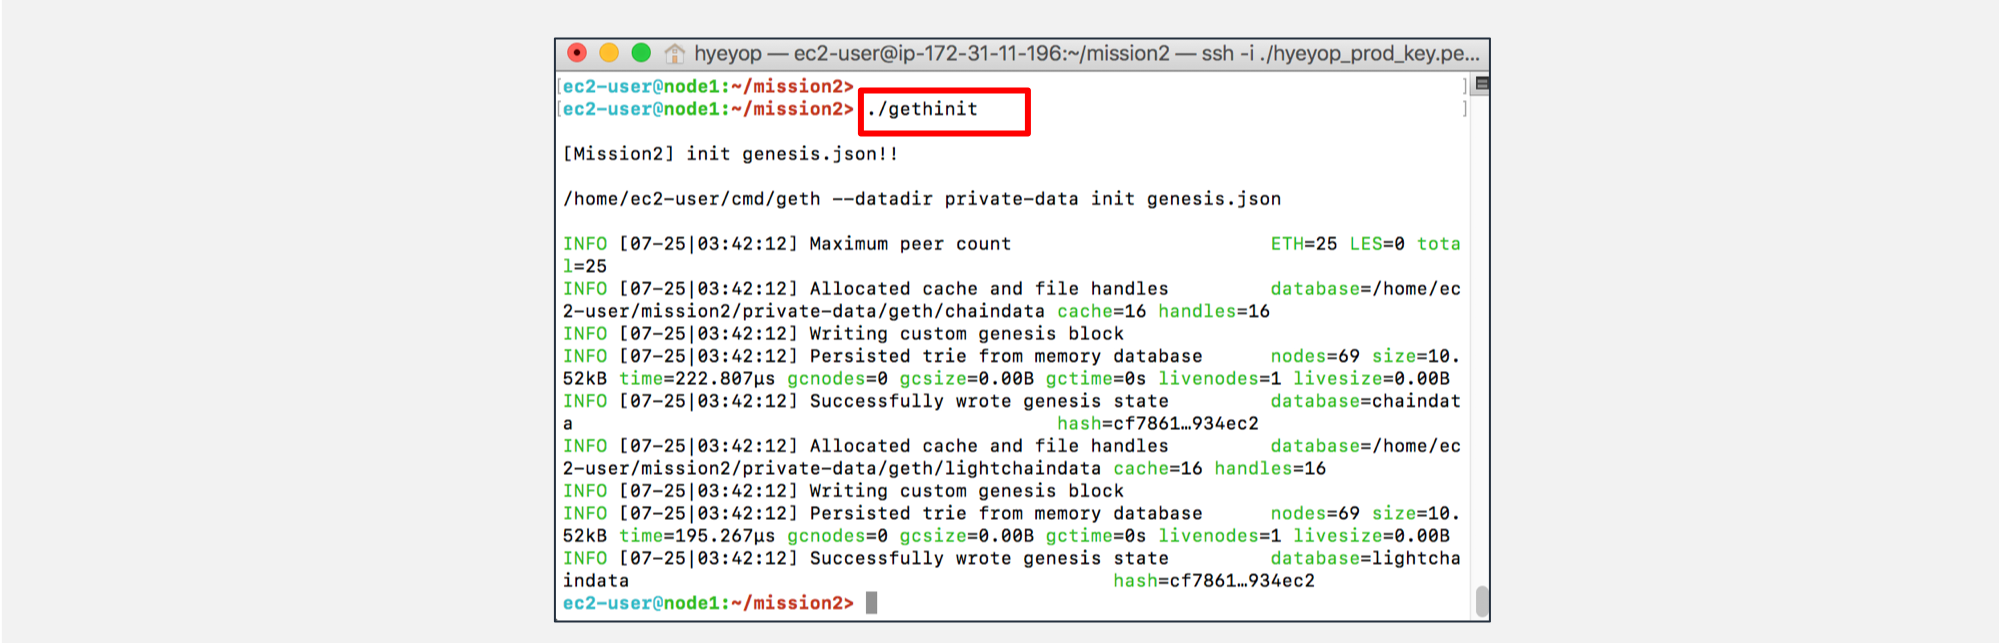 hyeyop — ec2-user@ip-172-31-11-196:~/mission2 — ssh -i ./hyeyop_prod_key.pe...
[ec2-user@node1:~/mission2> ]
[ec2-user@node1:~/mission2> ./gethinit ]
[Mission2] init genesis.json!!
/home/ec2-user/cmd/geth --datadir private-data init genesis.json
INFO [07-25|03:42:12] Maximum peer count ETH=25 LES=0 tota
l=25
INFO [07-25|03:42:12] Allocated cache and file handles database=/home/ec
2-user/mission2/private-data/geth/chaindata cache=16 handles=16
INFO [07-25|03:42:12] Writing custom genesis block
INFO [07-25|03:42:12] Persisted trie from memory database nodes=69 size=10.
52kB time=222.807µs gcnodes=0 gcsize=0.00B gctime=0s livenodes=1 livesize=0.00B
INFO [07-25|03:42:12] Successfully wrote genesis state database=chaindat
a hash=cf7861…934ec2
INFO [07-25|03:42:12] Allocated cache and file handles database=/home/ec
2-user/mission2/private-data/geth/lightchaindata cache=16 handles=16
INFO [07-25|03:42:12] Writing custom genesis block
INFO [07-25|03:42:12] Persisted trie from memory database nodes=69 size=10.
52kB time=195.267µs gcnodes=0 gcsize=0.00B gctime=0s livenodes=1 livesize=0.00B
INFO [07-25|03:42:12] Successfully wrote genesis state database=lightcha
indata hash=cf7861…934ec2
ec2-user@node1:~/mission2>